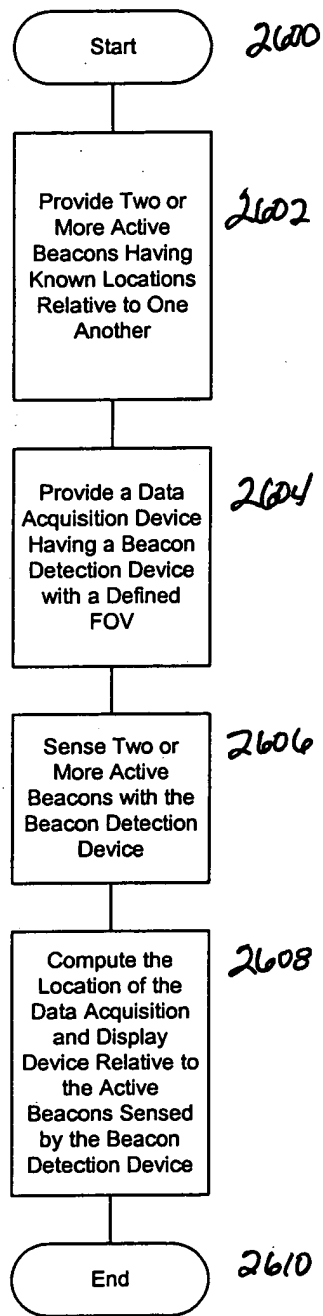 Start
2600
Provide Two or
More Active
Beacons Having
Known Locations
Relative to One
Another
2602
Provide a Data
Acquisition Device
Having a Beacon
Detection Device
with a Defined
FOV
2604
Sense Two or
More Active
Beacons with the
Beacon Detection
Device
2606
Compute the
Location of the
Data Acquisition
and Display
Device Relative to
the Active
Beacons Sensed
by the Beacon
Detection Device
2608
End
2610